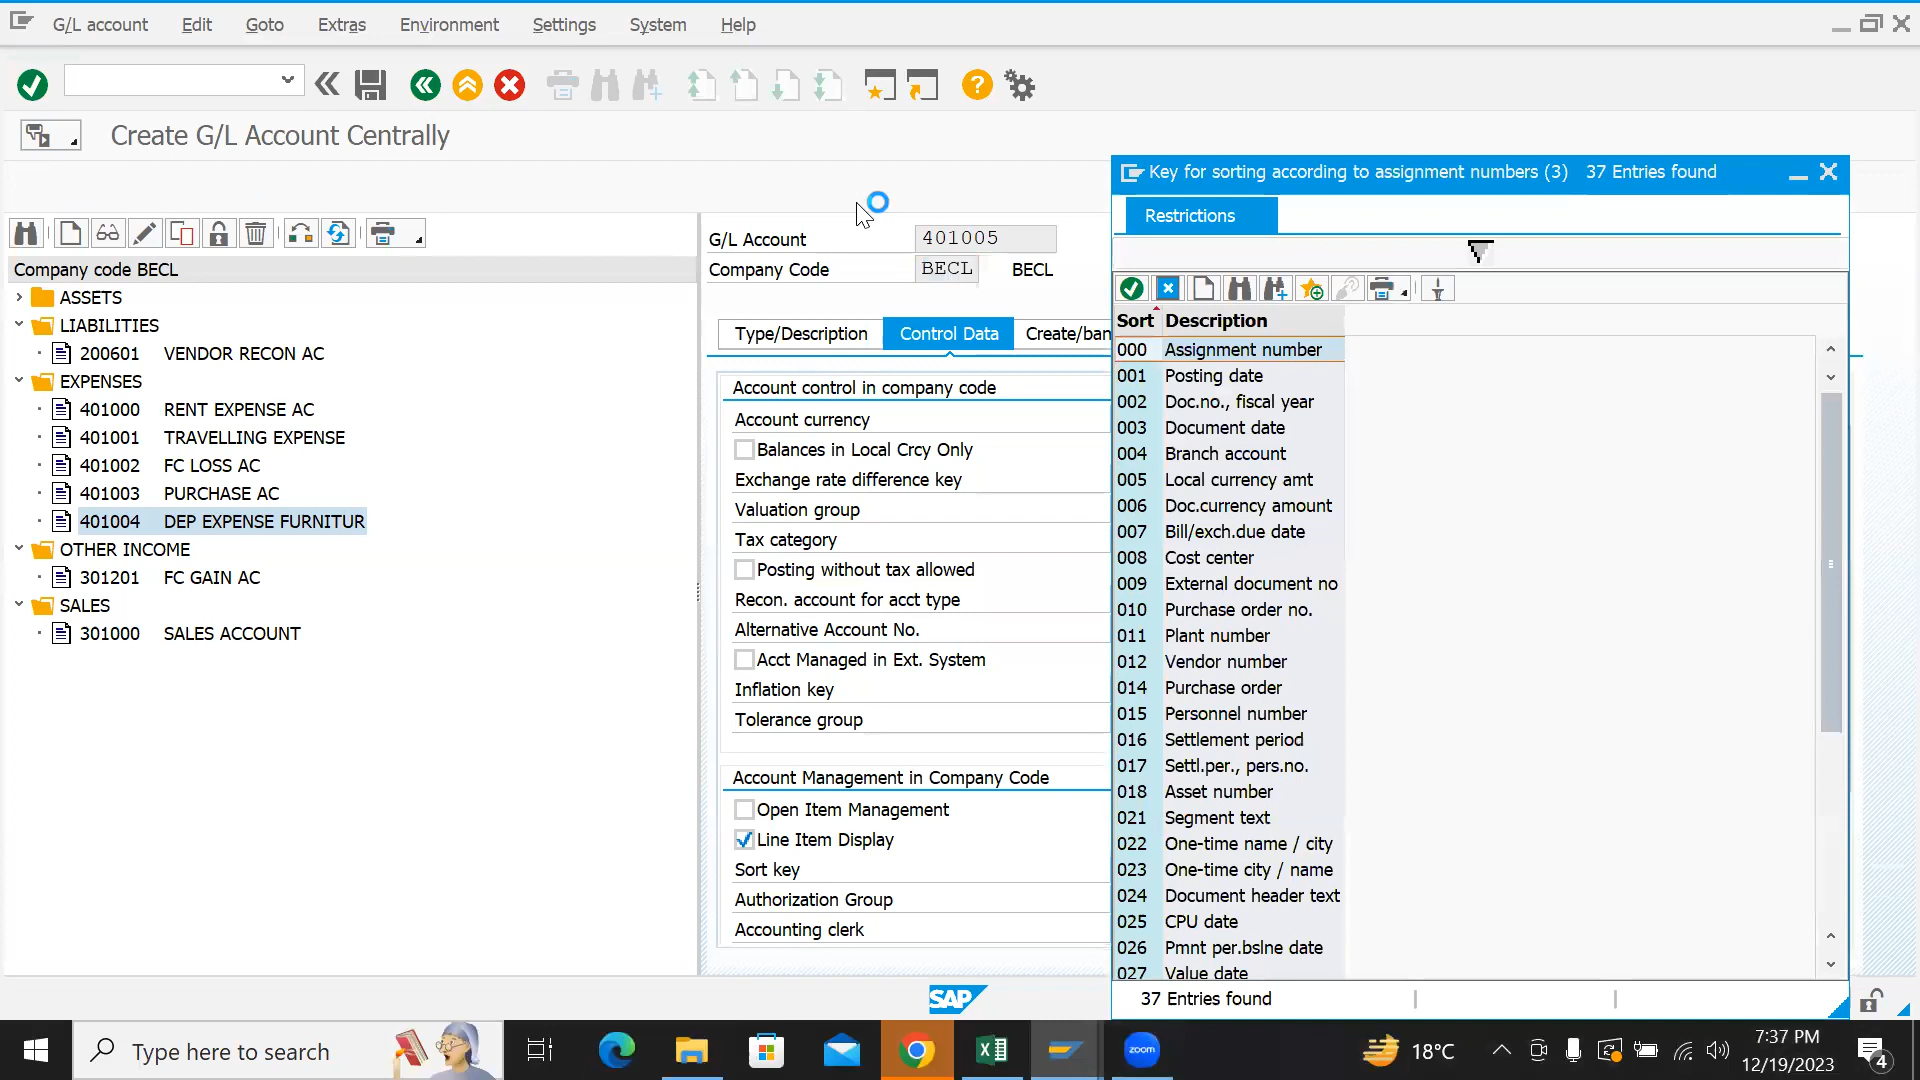 G/L account Edit Goto Extras Environment Settings System Help
Create G/L Account Centrally
Company code BECL
ASSETS
LIABILITIES
200601 VENDOR RECON AC
EXPENSES
401000 RENT EXPENSE AC
401001 TRAVELLING EXPENSE
401002 FC LOSS AC
401003 PURCHASE AC
401004 DEP EXPENSE FURNITUR
OTHER INCOME
301201 FC GAIN AC
SALES
301000 SALES ACCOUNT
G/L Account 401005
Company Code BECL BECL
Type/Description Control Data Create/ban
Account control in company code
Account currency
Balances in Local Crcy Only
Exchange rate difference key
Valuation group
Tax category
Posting without tax allowed
Recon. account for acct type
Alternative Account No.
Acct Managed in Ext. System
Inflation key
Tolerance group
Account Management in Company Code
Open Item Management
Line Item Display
Sort key
Authorization Group
Accounting clerk
Key for sorting according to assignment numbers (3) 37 Entries found
Restrictions
Sort Description
000 Assignment number
001 Posting date
002 Doc.no., fiscal year
003 Document date
004 Branch account
005 Local currency amt
006 Doc.currency amount
007 Bill/exch.due date
008 Cost center
009 External document no
010 Purchase order no.
011 Plant number
012 Vendor number
014 Purchase order
015 Personnel number
016 Settlement period
017 Settl.per., pers.no.
018 Asset number
021 Segment text
022 One-time name / city
023 One-time city / name
024 Document header text
025 CPU date
026 Pmnt per.bslne date
027 Value date
37 Entries found
SAP
Type here to search
zoom
18°C
7:37 PM
12/19/2023
4